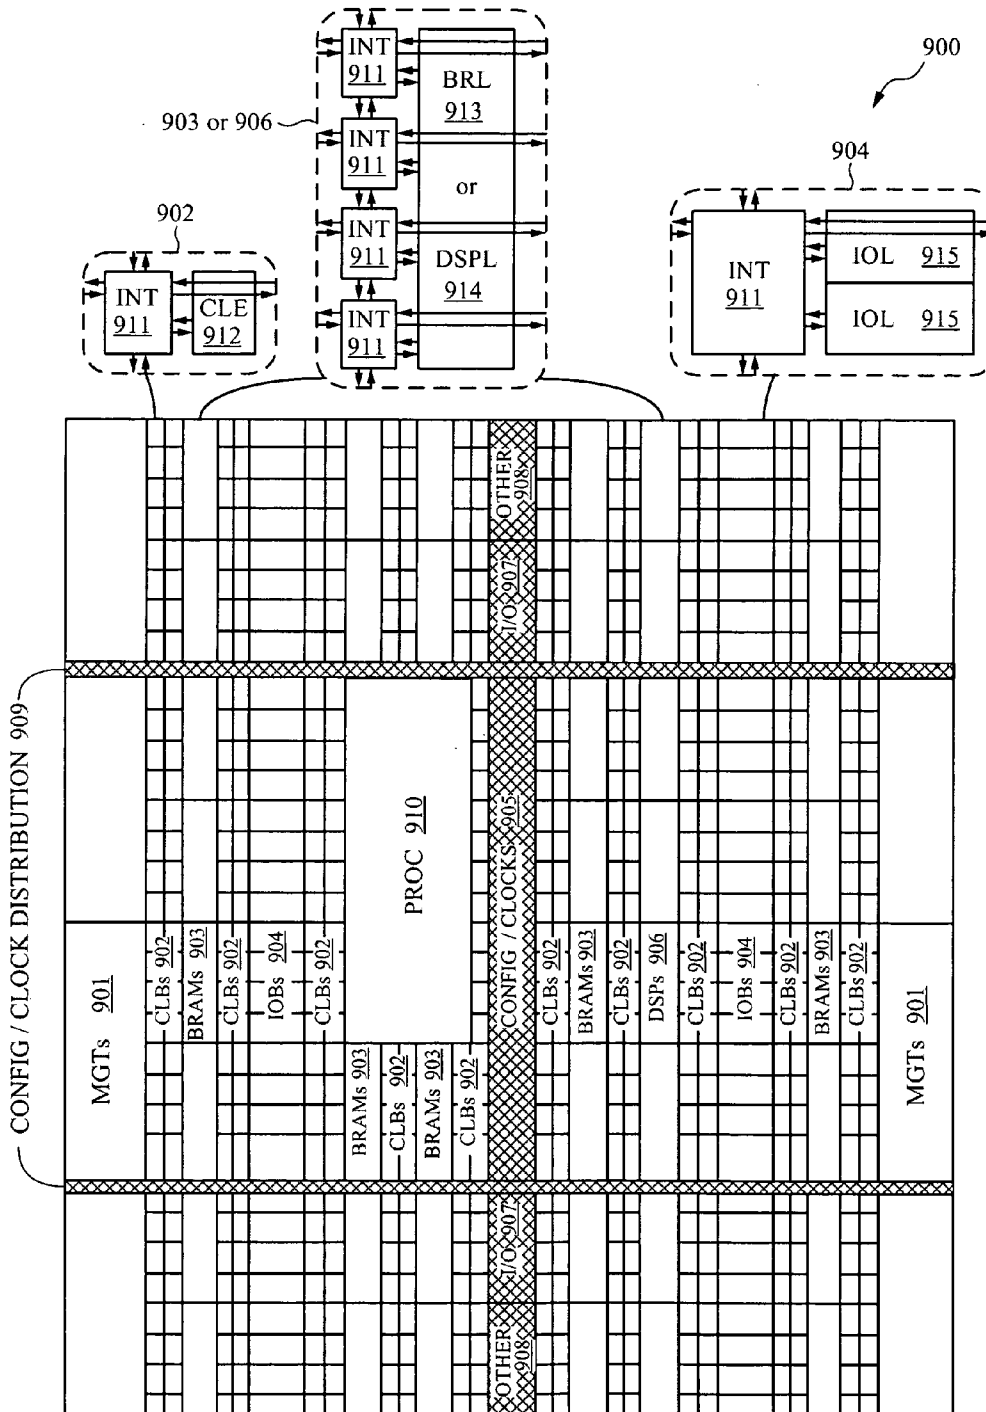 900
903 or 906
INT
911
INT
911
INT
911
INT
911
BRL
913
or
DSPL
914
904
INT
911
IOL 915
IOL 915
902
INT
911
CLE
912
OTHER 908
I/O 907
CONFIG / CLOCK DISTRIBUTION 909
PROC 910
CONFIG / CLOCKS 905
MGTs 901
CLBs 902
BRAMs 903
CLBs 902
IOBs 904
CLBs 902
CLBs 902
BRAMs 903
CLBs 902
DSPs 906
CLBs 902
IOBs 904
CLBs 902
BRAMs 903
CLBs 902
MGTs 901
BRAMs 903
CLBs 902
BRAMs 903
CLBs 902
I/O 907
OTHER 908